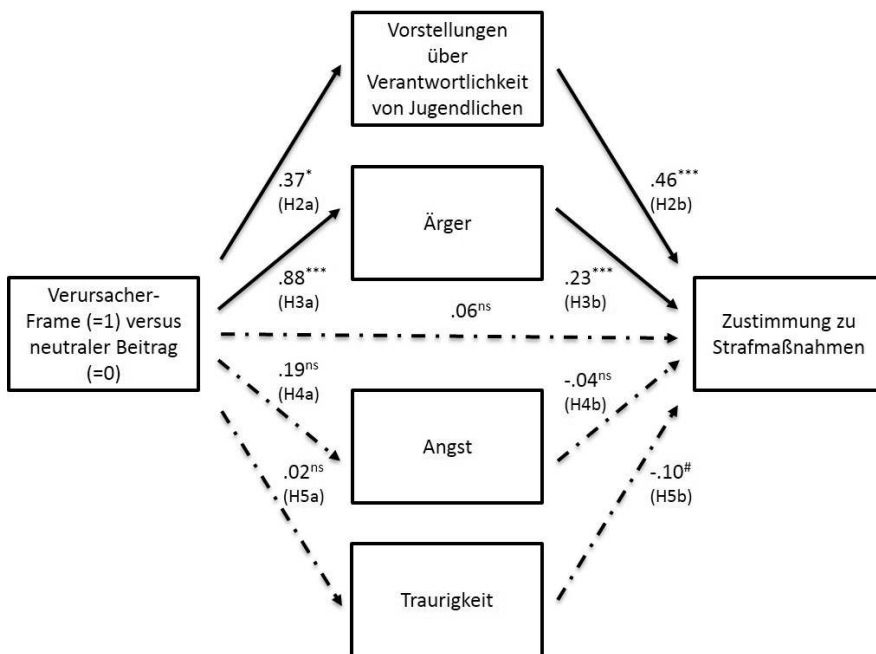 Vorstellungen
über
Verantwortlichkeit
von Jugendlichen
.37*
(H2a)
.46***
(H2b)
Ärger
.88***
(H3a)
.23***
(H3b)
Verursacher-
Frame (=1) versus
neutraler Beitrag
(=0)
.06ns
Zustimmung zu
Strafmaßnahmen
.19ns
(H4a)
-.04ns
(H4b)
Angst
.02ns
(H5a)
-.10#
(H5b)
Traurigkeit